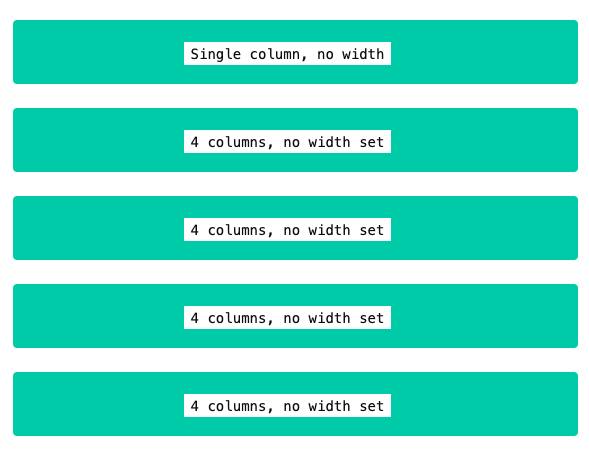 Single column, no width
4 columns, no width set
4 columns, no width set
4 columns, no width set
4 columns, no width set